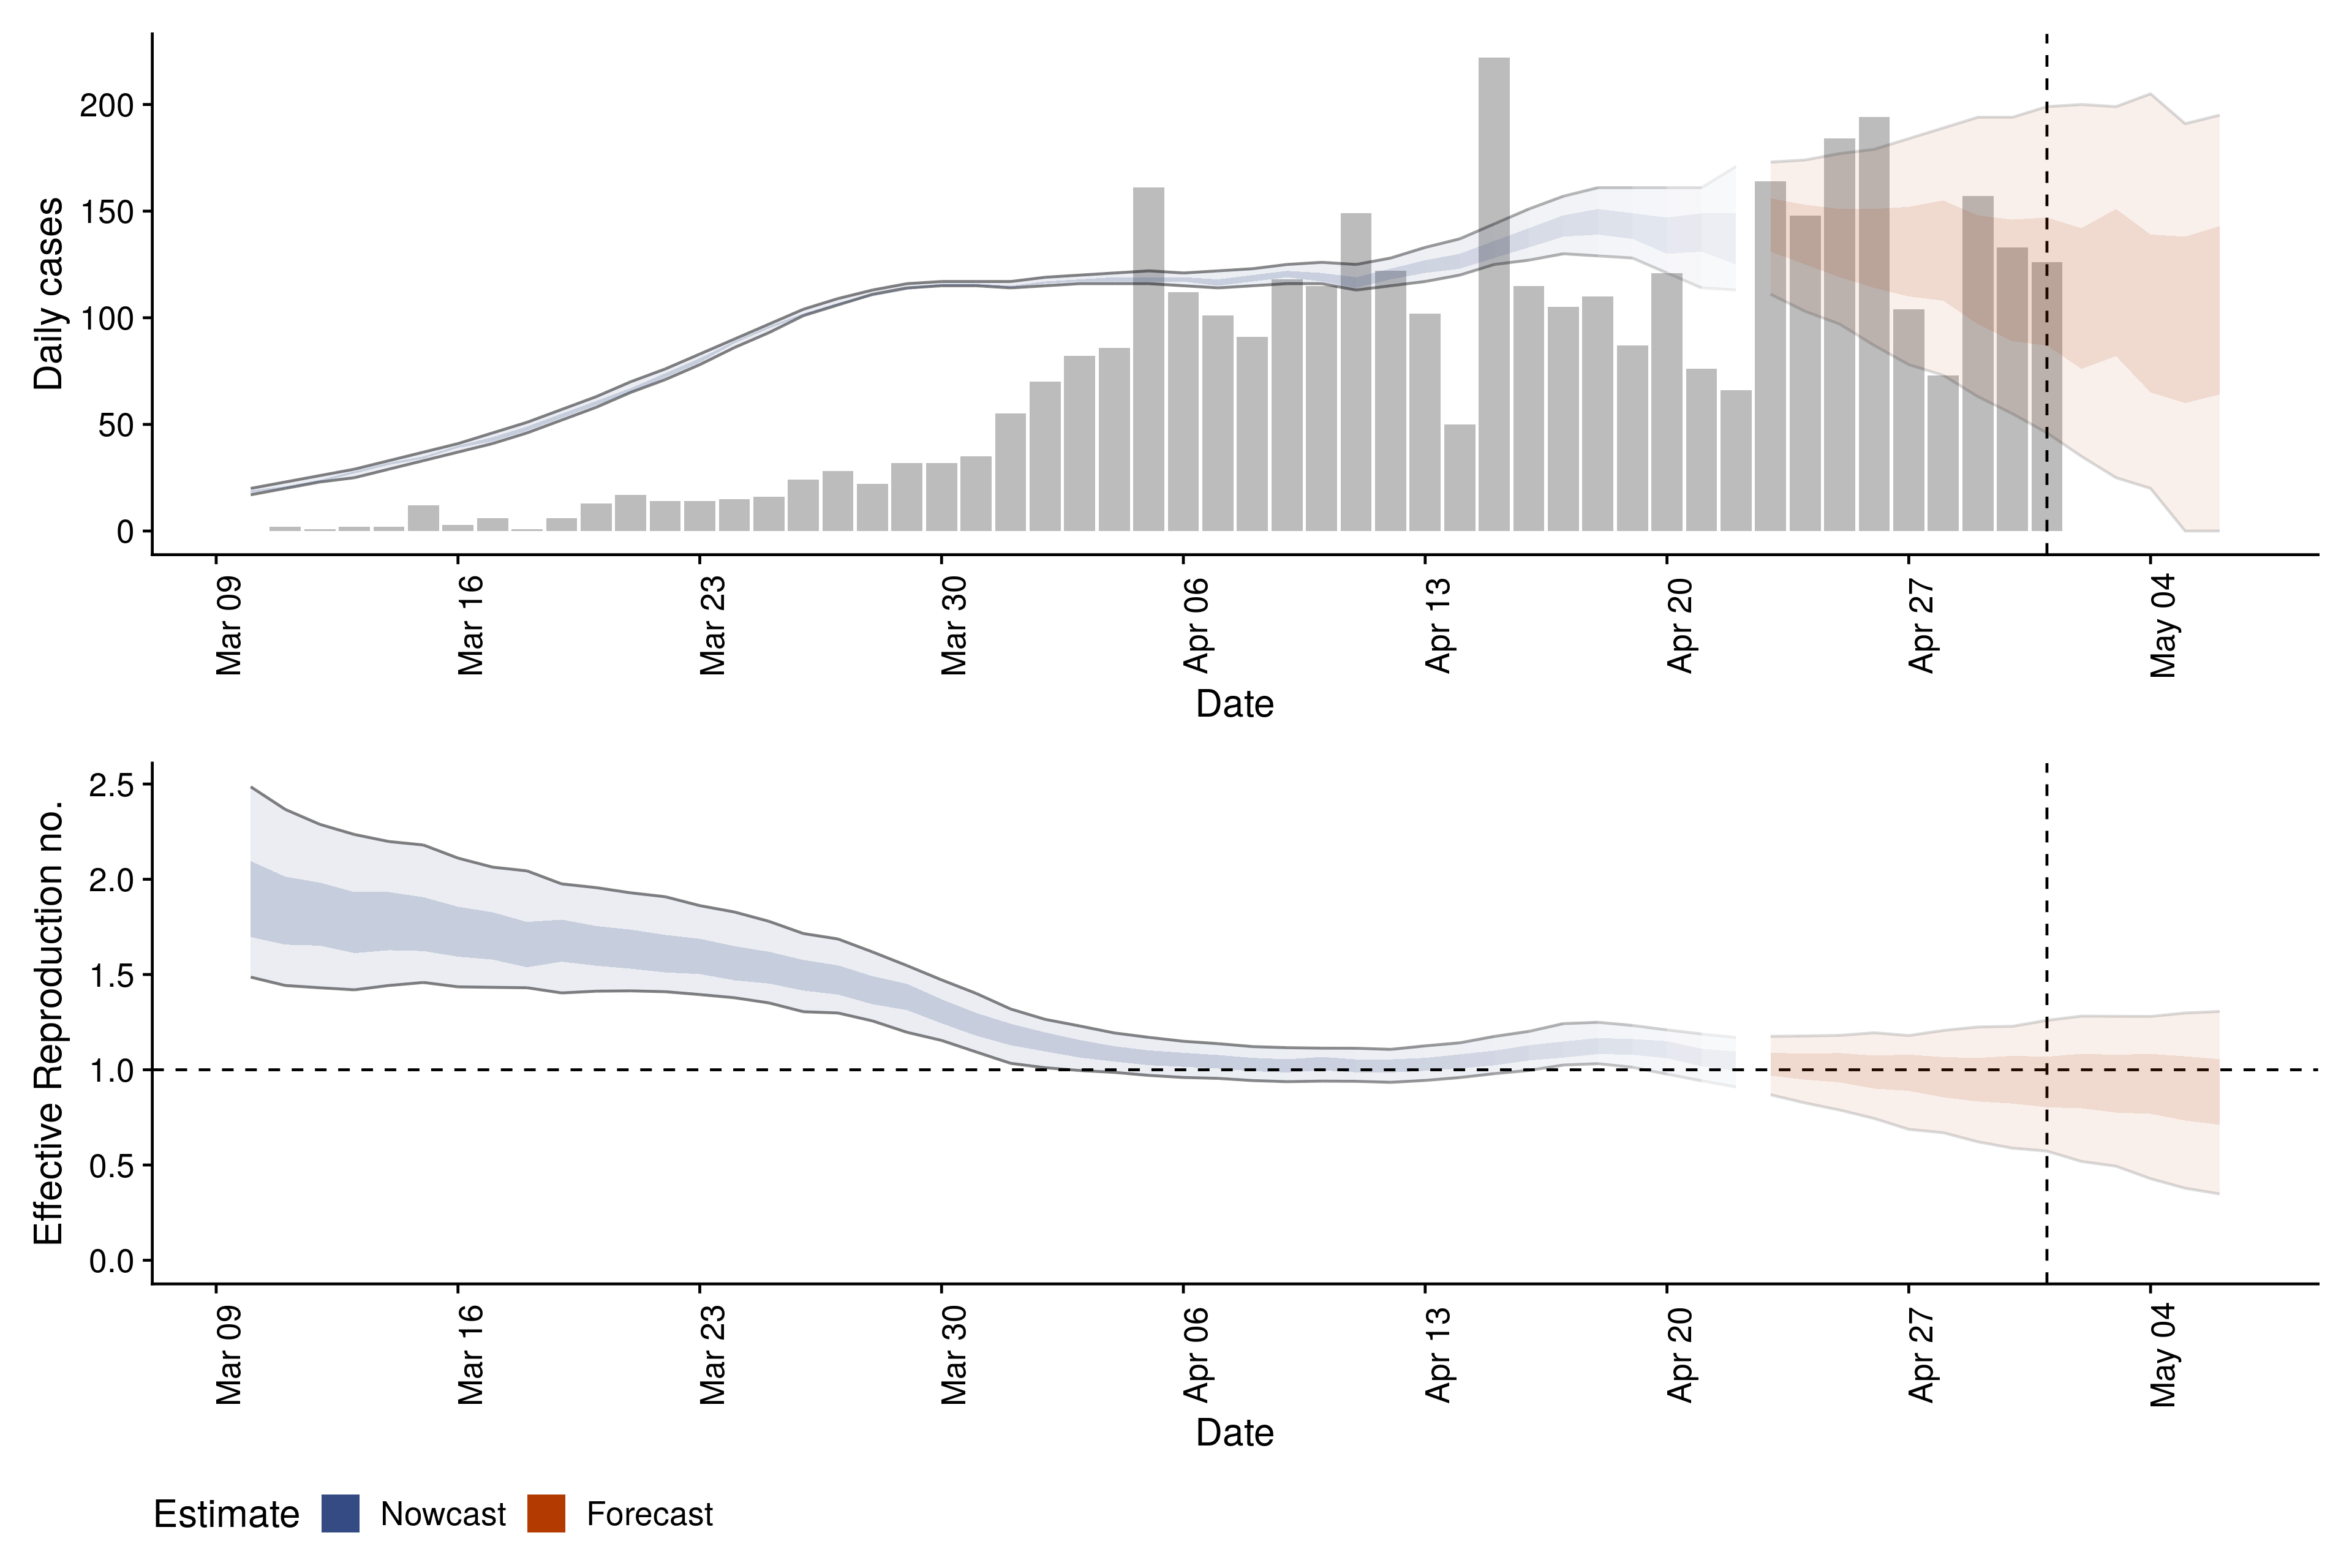 Daily cases
200
150
100
50
0
Mar 09 Mar 16 Mar 23 Mar 30 Apr 06 Apr 13 Apr 20 Apr 27 May 04
Date
Effective Reproduction no.
2.5
2.0
1.5
1.0
0.5
0.0
Mar 09 Mar 16 Mar 23 Mar 30 Apr 06 Apr 13 Apr 20 Apr 27 May 04
Date
Estimate Nowcast Forecast